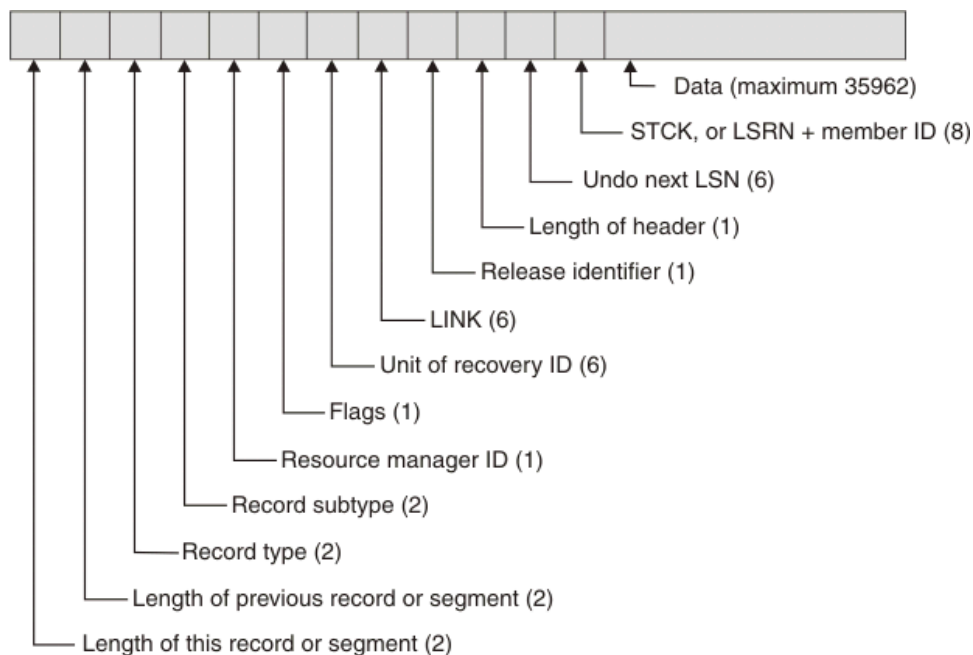 Data (maximum 35962)
STCK, or LSRN + member ID (8)
Undo next LSN (6)
Length of header (1)
Release identifier (1)
LINK (6)
Unit of recovery ID (6)
Flags (1)
Resource manager ID (1)
Record subtype (2)
Record type (2)
Length of previous record or segment (2)
Length of this record or segment (2)